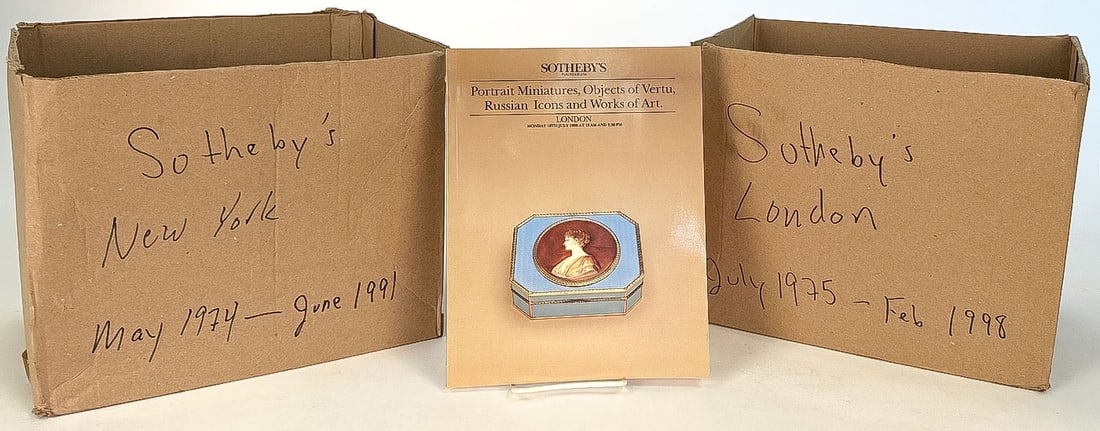 Sotheby's
New York
May 1974 — June 1991
SOTHEBY'S
Portrait Miniatures, Objects of Vertu,
Russian Icons and Works of Art.
LONDON
Sotheby's
London
July 1975 — Feb 1998